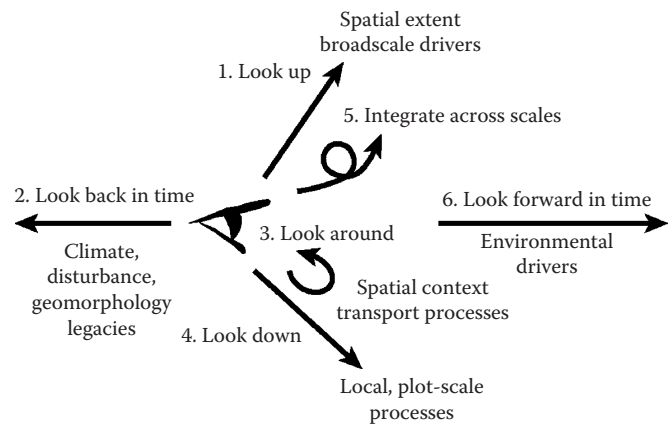 Spatial extent
broadscale drivers
1. Look up
5. Integrate across scales
2. Look back in time
6. Look forward in time
3. Look around
Climate,
disturbance,
geomorphology
legacies
Environmental
drivers
Spatial context
transport processes
4. Look down
Local, plot-scale
processes